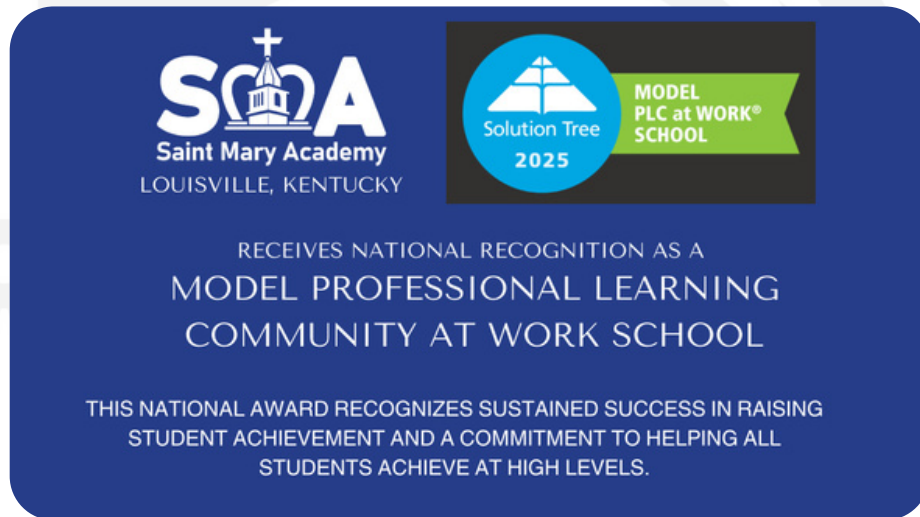 SMA
Saint Mary Academy
LOUISVILLE, KENTUCKY
Solution Tree
2025
MODEL
PLC at WORK®
SCHOOL
RECEIVES NATIONAL RECOGNITION AS A
MODEL PROFESSIONAL LEARNING
COMMUNITY AT WORK SCHOOL
THIS NATIONAL AWARD RECOGNIZES SUSTAINED SUCCESS IN RAISING
STUDENT ACHIEVEMENT AND A COMMITMENT TO HELPING ALL
STUDENTS ACHIEVE AT HIGH LEVELS.